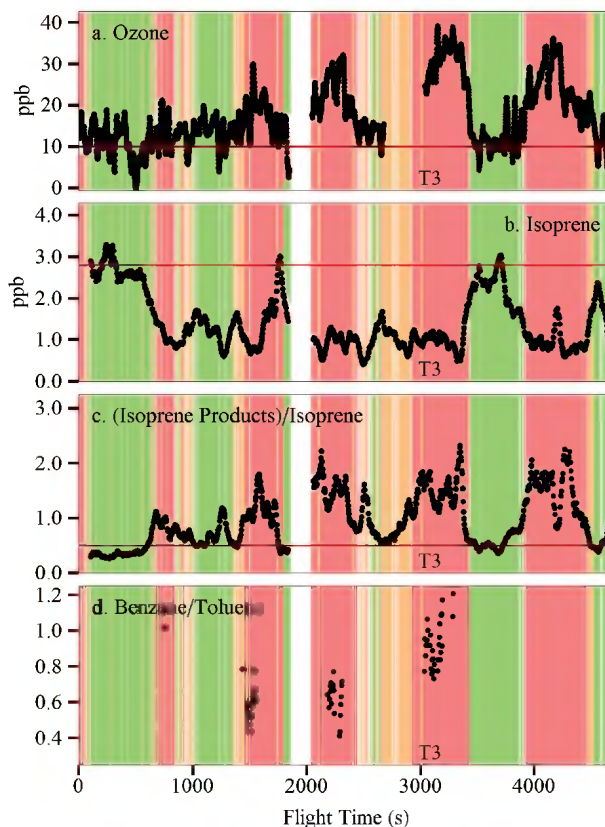 a. Ozone
ppb
40
30
20
10
0
T3
b. Isoprene
ppb
4.0
3.0
2.0
1.0
0.0
T3
c. (Isoprene Products)/Isoprene
3.0
2.0
1.0
0.0
T3
d. Benzene/Toluene
1.2
1.0
0.8
0.6
0.4
T3
0
1000
2000
3000
4000
Flight Time (s)